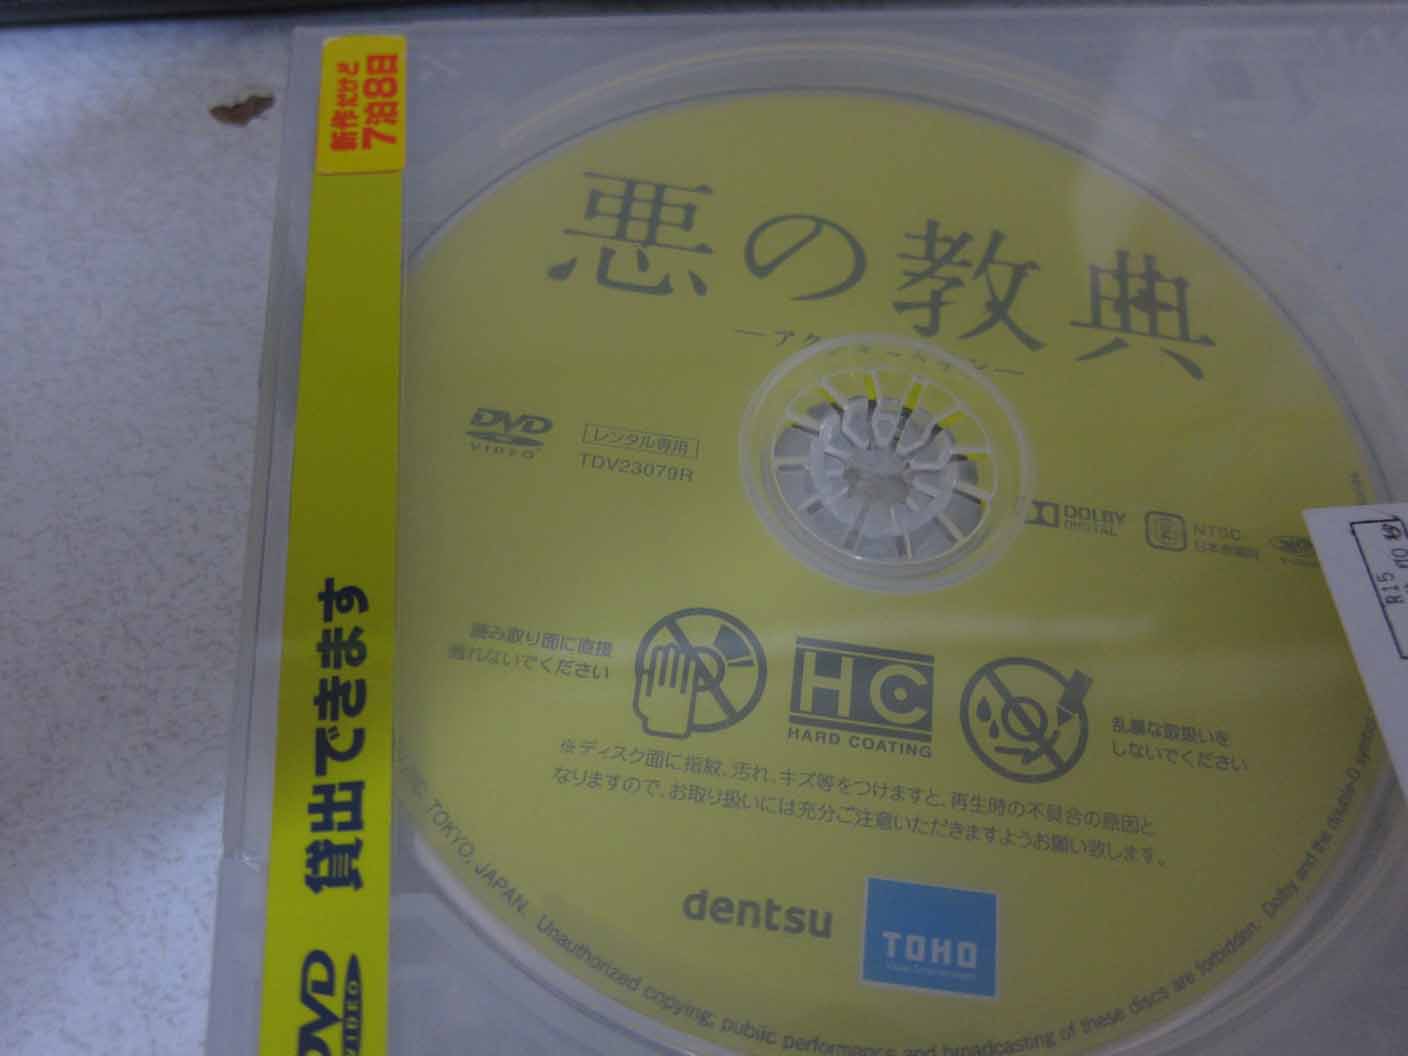 新作だけど
7泊8日
貸出できます
DVD
VIDEO
悪の教典
DVD
VIDEO
レンタル専用
TDV23079R
DOLBY
DIGITAL
NTSC
日本市場向
読み取り面に直接
触れないでください
HC
HARD COATING
乱暴な取扱いを
しないでください
※ディスク面に指紋、汚れ、キズ等をつけますと、再生時の不具合の原因と
なりますので、お取り扱いには充分ご注意いただきますようお願い致します。
dentsu
TOHO
TOKYO, JAPAN. Unauthorized copying, public performance and broadcasting of these discs are forbidden. Dolby and the double-D symbol
R15